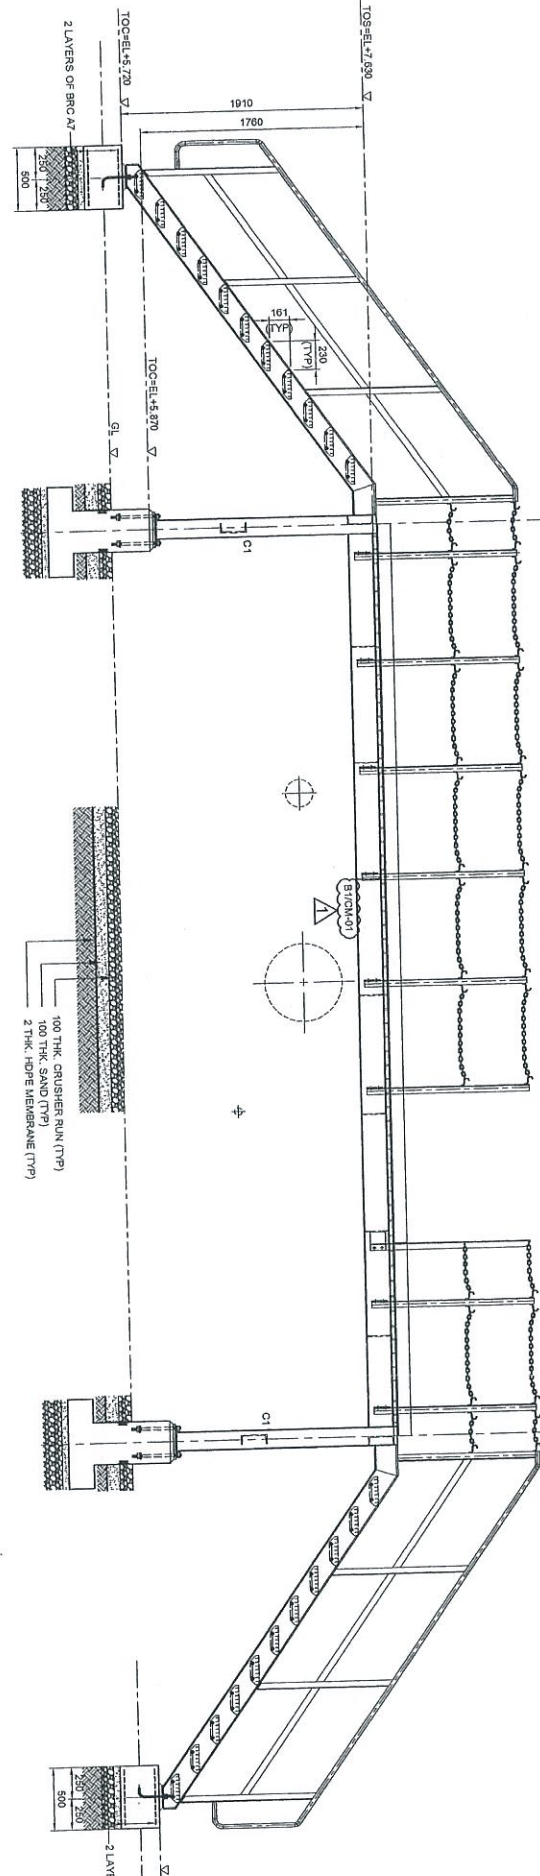 TOS=EL+7.630
TOC=EL+5.720
1910
1760
2 LAYERS OF BRC A7
250
250
500
161
(TYP)
230
(TYP)
TOC=EL+5.870
GL
C1
B1/CM-01
1
100 THK. CRUSHER RUN (TYP)
100 THK. SAND (TYP)
2 THK. HDPE MEMBRANE (TYP)
C1
250
250
500
2 LAY